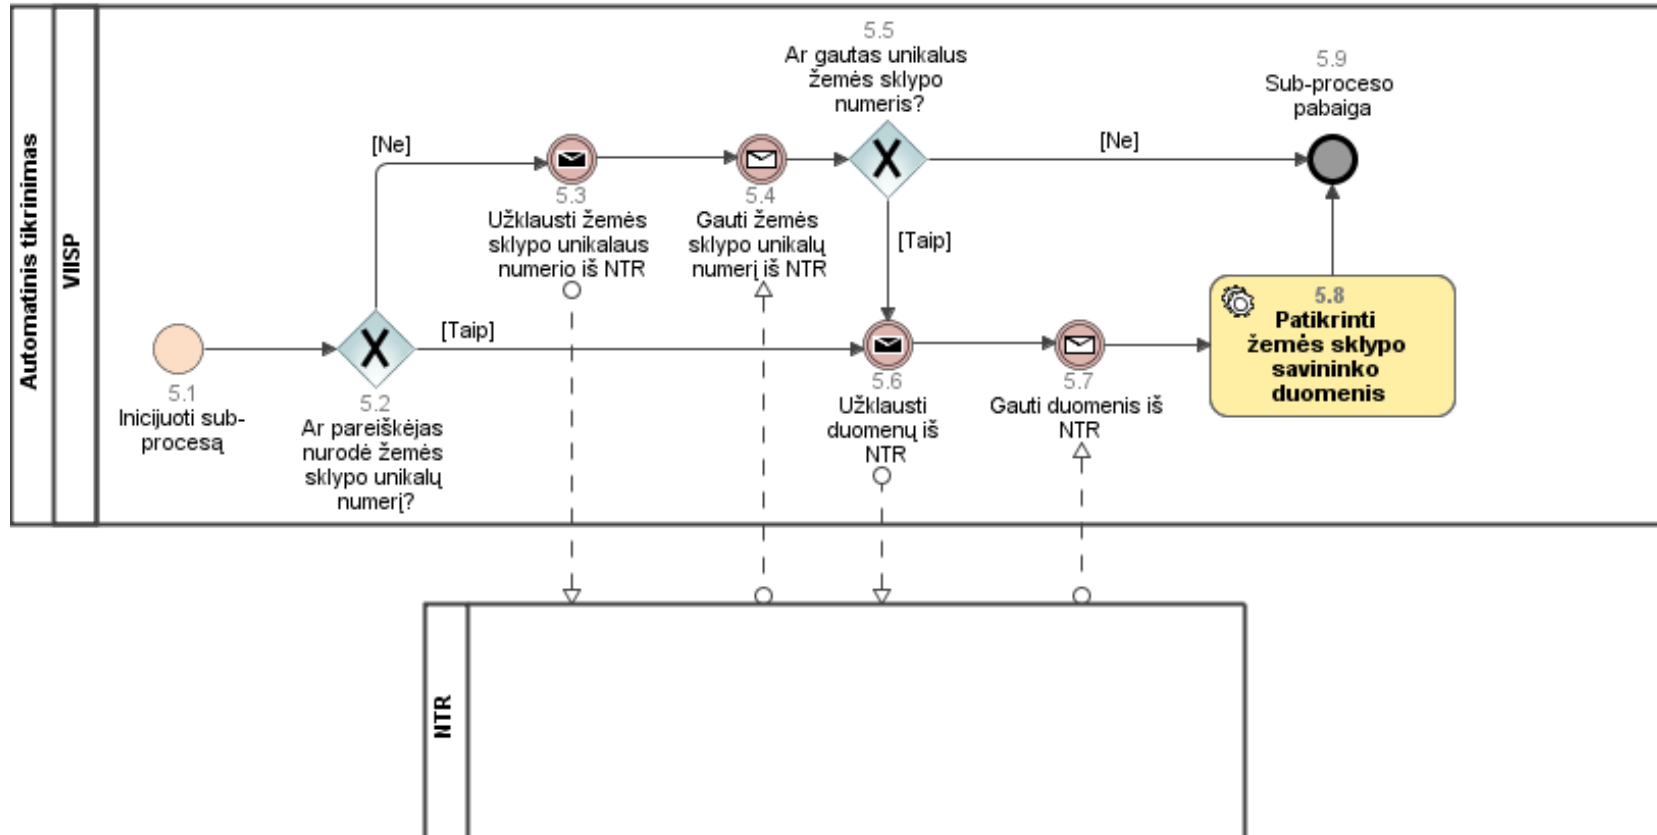 Automatinis tikrinimas
VIISP
5.1
Inicijuoti sub-
procesą
5.2
Ar pareiškėjas
nurodė žemės
sklypo unikalų
numerį?
[Ne]
[Taip]
5.3
Užklausti žemės
sklypo unikalaus
numerio iš NTR
5.4
Gauti žemės
sklypo unikalų
numerį iš NTR
5.5
Ar gautas unikalus
žemės sklypo
numeris?
[Ne]
[Taip]
5.6
Užklausti
duomenų iš
NTR
5.7
Gauti duomenis iš
NTR
5.8
Patikrinti
žemės sklypo
savininko
duomenis
5.9
Sub-proceso
pabaiga
NTR